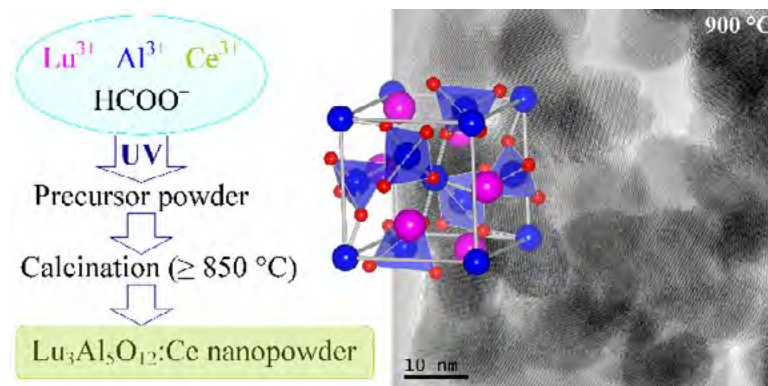 Lu³⁺ Al³⁺ Ce³⁺
HCOO⁻
UV
Precursor powder
Calcination (≥ 850 °C)
Lu₃Al₅O₁₂:Ce nanopowder
900 °C
10 nm